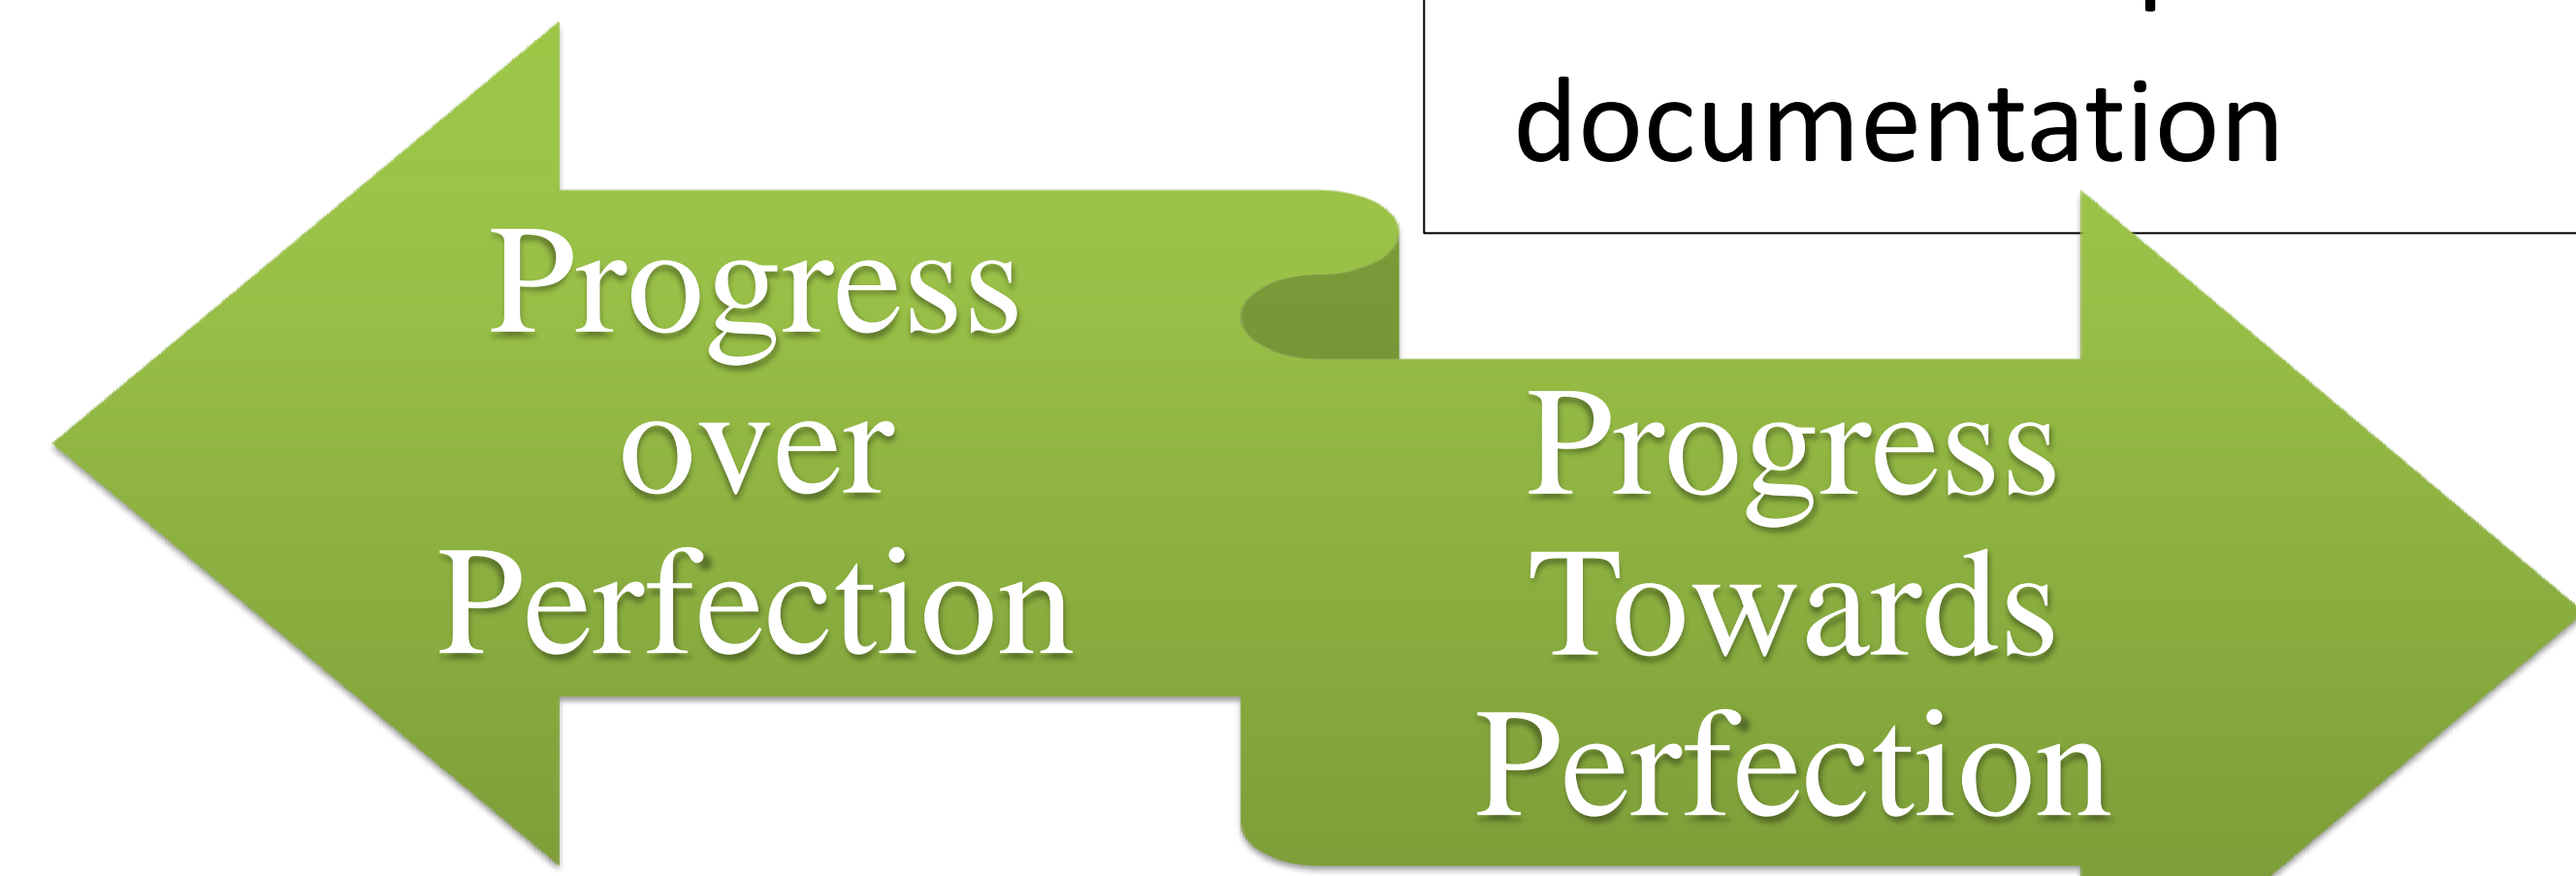 documentation
Progress
over
Perfection
Progress
Towards
Perfection